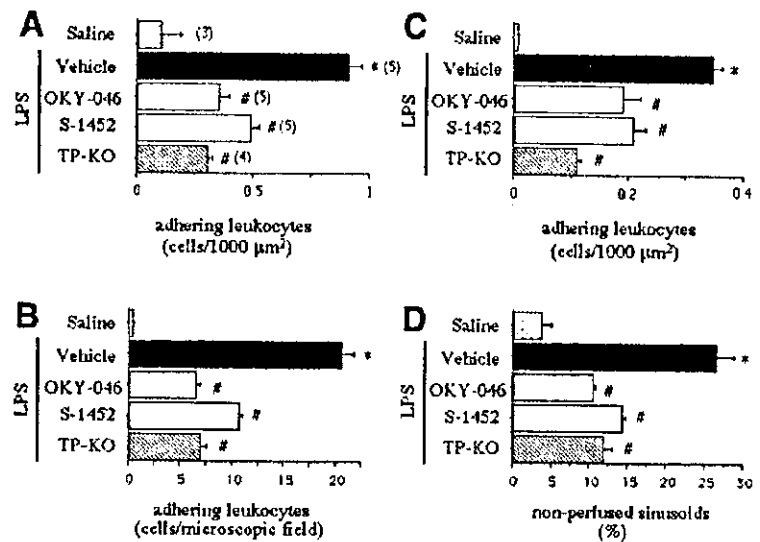 A
Saline
(3)
Vehicle
* (5)
OKY-046
# (5)
S-1452
# (5)
TP-KO
# (4)
LPS
0
0.5
1
adhering leukocytes
(cells/1000 μm²)
C
Saline
Vehicle
*
OKY-046
#
S-1452
#
TP-KO
#
LPS
0
0.2
0.4
adhering leukocytes
(cells/1000 μm²)
B
Saline
Vehicle
*
OKY-046
#
S-1452
#
TP-KO
#
LPS
0
5
10
15
20
adhering leukocytes
(cells/microscopic field)
D
Saline
Vehicle
*
OKY-046
#
S-1452
#
TP-KO
#
LPS
0
5
10
15
20
25
30
non-perfused sinusoids
(%)